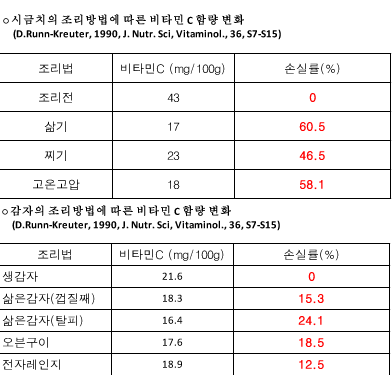 ○시금치의 조리방법에 따른 비타민 C 함량 변화
(D.Runn-Kreuter, 1990, J. Nutr. Sci, Vitaminol., 36, S7-S15)
조리법 비타민C (mg/100g) 손실률(%)
조리전 43 0
삶기 17 60.5
찌기 23 46.5
고온고압 18 58.1
○감자의 조리방법에 따른 비타민 C 함량 변화
(D.Runn-Kreuter, 1990, J. Nutr. Sci, Vitaminol., 36, S7-S15)
조리법 비타민C (mg/100g) 손실률(%)
생감자 21.6 0
삶은감자(껍질째) 18.3 15.3
삶은감자(탈피) 16.4 24.1
오븐구이 17.6 18.5
전자레인지 18.9 12.5